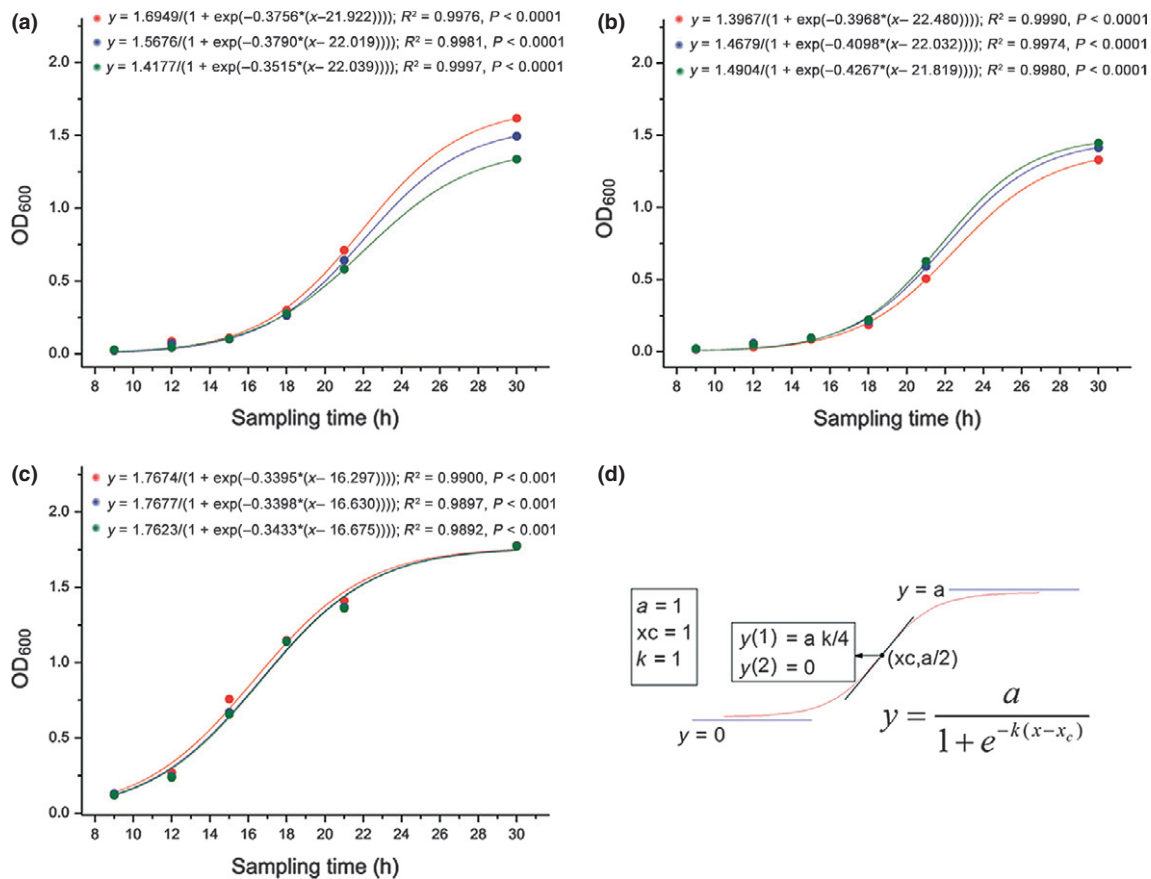 (a)
y = 1.6949/(1 + exp(–0.3756*(x–21.922)))); R² = 0.9976, P < 0.0001
y = 1.5676/(1 + exp(–0.3790*(x– 22.019)))); R² = 0.9981, P < 0.0001
y = 1.4177/(1 + exp(–0.3515*(x– 22.039)))); R² = 0.9997, P < 0.0001
2.0
1.5
1.0
0.5
0.0
OD₆₀₀
8 10 12 14 16 18 20 22 24 26 28 30
Sampling time (h)
(b)
y = 1.3967/(1 + exp(–0.3968*(x– 22.480)))); R² = 0.9990, P < 0.0001
y = 1.4679/(1 + exp(–0.4098*(x– 22.032)))); R² = 0.9974, P < 0.0001
y = 1.4904/(1 + exp(–0.4267*(x– 21.819)))); R² = 0.9980, P < 0.0001
2.0
1.5
1.0
0.5
0.0
OD₆₀₀
8 10 12 14 16 18 20 22 24 26 28 30
Sampling time (h)
(c)
y = 1.7674/(1 + exp(–0.3395*(x– 16.297)))); R² = 0.9900, P < 0.001
y = 1.7677/(1 + exp(–0.3398*(x– 16.630)))); R² = 0.9897, P < 0.001
y = 1.7623/(1 + exp(–0.3433*(x– 16.675)))); R² = 0.9892, P < 0.001
2.0
1.5
1.0
0.5
0.0
OD₆₀₀
8 10 12 14 16 18 20 22 24 26 28 30
Sampling time (h)
(d)
a = 1
xc = 1
k = 1
y = a
y(1) = a k/4
y(2) = 0
(xc,a/2)
y = 0
y = a / (1 + e^{–k(x–x_c)})